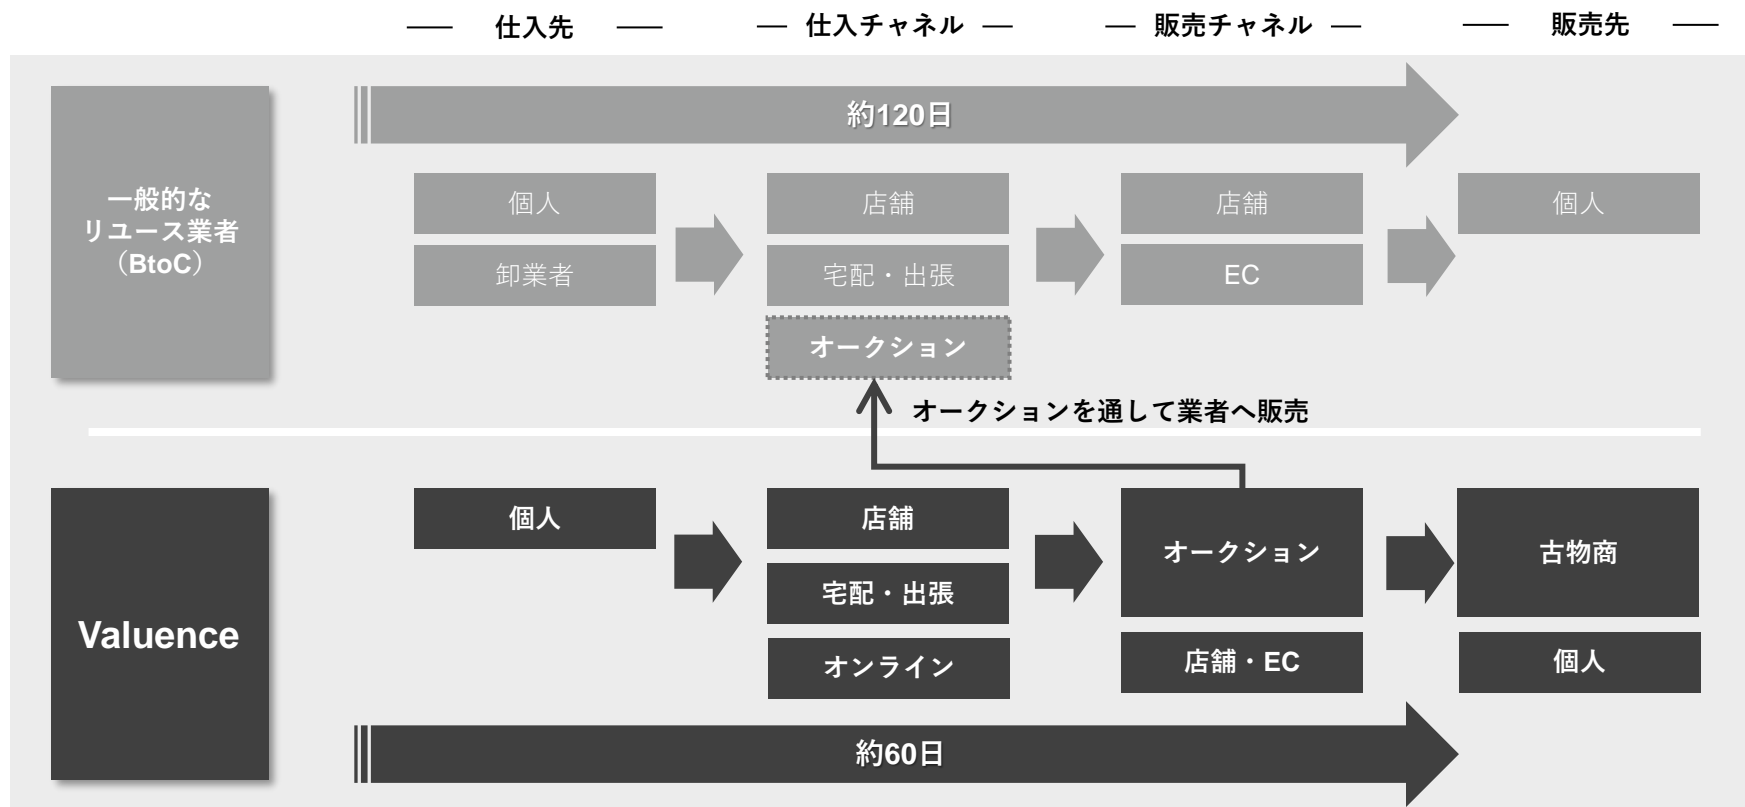 仕入先
仕入チャネル
販売チャネル
販売先
約120日
一般的な
リユース業者
（BtoC）
個人
店舗
店舗
個人
卸業者
宅配・出張
EC
オークション
オークションを通して業者へ販売
Valuence
個人
店舗
オークション
古物商
宅配・出張
オンライン
店舗・EC
個人
約60日